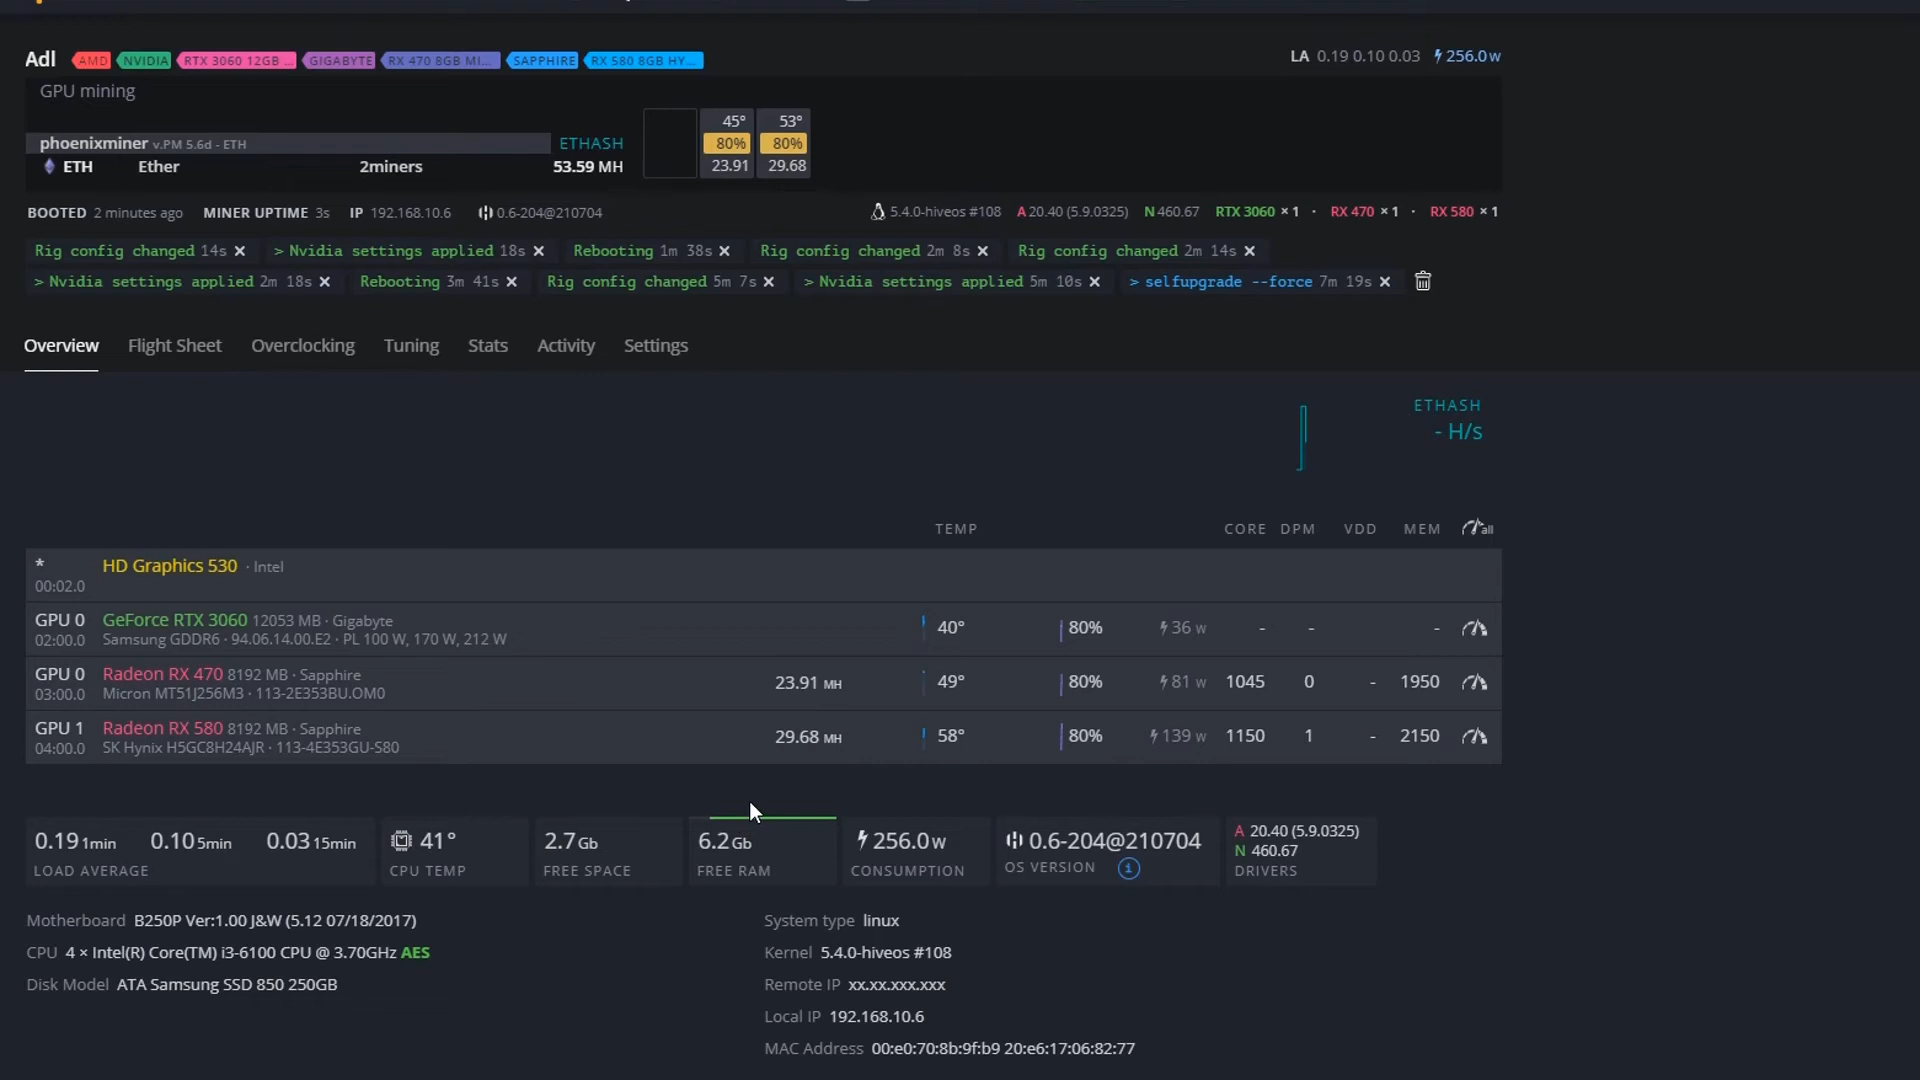 Adl AMD NVIDIA RTX 3060 12GB ... GIGABYTE RX 470 8GB MI... SAPPHIRE RX 580 8GB HY... LA 0.19 0.10 0.03 256.0 w
GPU mining
45° 53°
phoenixminer v.PM 5.6d - ETH ETHASH 80% 80%
ETH Ether 2miners 53.59 MH 23.91 29.68
BOOTED 2 minutes ago MINER UPTIME 3s IP 192.168.10.6 0.6-204@210704 5.4.0-hiveos #108 A 20.40 (5.9.0325) N 460.67 RTX 3060 × 1 · RX 470 × 1 · RX 580 × 1
Rig config changed 14s × > Nvidia settings applied 18s × Rebooting 1m 38s × Rig config changed 2m 8s × Rig config changed 2m 14s ×
> Nvidia settings applied 2m 18s × Rebooting 3m 41s × Rig config changed 5m 7s × > Nvidia settings applied 5m 10s × > selfupgrade --force 7m 19s ×
Overview Flight Sheet Overclocking Tuning Stats Activity Settings
ETHASH
- H/s
TEMP CORE DPM VDD MEM all
* HD Graphics 530 · Intel
00:02.0
GPU 0 GeForce RTX 3060 12053 MB · Gigabyte 40° 80% 36 w - - -
02:00.0 Samsung GDDR6 · 94.06.14.00.E2 · PL 100 W, 170 W, 212 W
GPU 0 Radeon RX 470 8192 MB · Sapphire 23.91 MH 49° 80% 81 w 1045 0 - 1950
03:00.0 Micron MT51J256M3 · 113-2E353BU.OM0
GPU 1 Radeon RX 580 8192 MB · Sapphire 29.68 MH 58° 80% 139 w 1150 1 - 2150
04:00.0 SK Hynix H5GC8H24AJR · 113-4E353GU-S80
0.19 1min 0.10 5min 0.03 15min 41° 2.7 Gb 6.2 Gb 256.0 w 0.6-204@210704 A 20.40 (5.9.0325)
N 460.67
LOAD AVERAGE CPU TEMP FREE SPACE FREE RAM CONSUMPTION OS VERSION i DRIVERS
Motherboard B250P Ver:1.00 J&W (5.12 07/18/2017) System type linux
CPU 4 × Intel(R) Core(TM) i3-6100 CPU @ 3.70GHz AES Kernel 5.4.0-hiveos #108
Disk Model ATA Samsung SSD 850 250GB Remote IP xx.xx.xxx.xxx
Local IP 192.168.10.6
MAC Address 00:e0:70:8b:9f:b9 20:e6:17:06:82:77